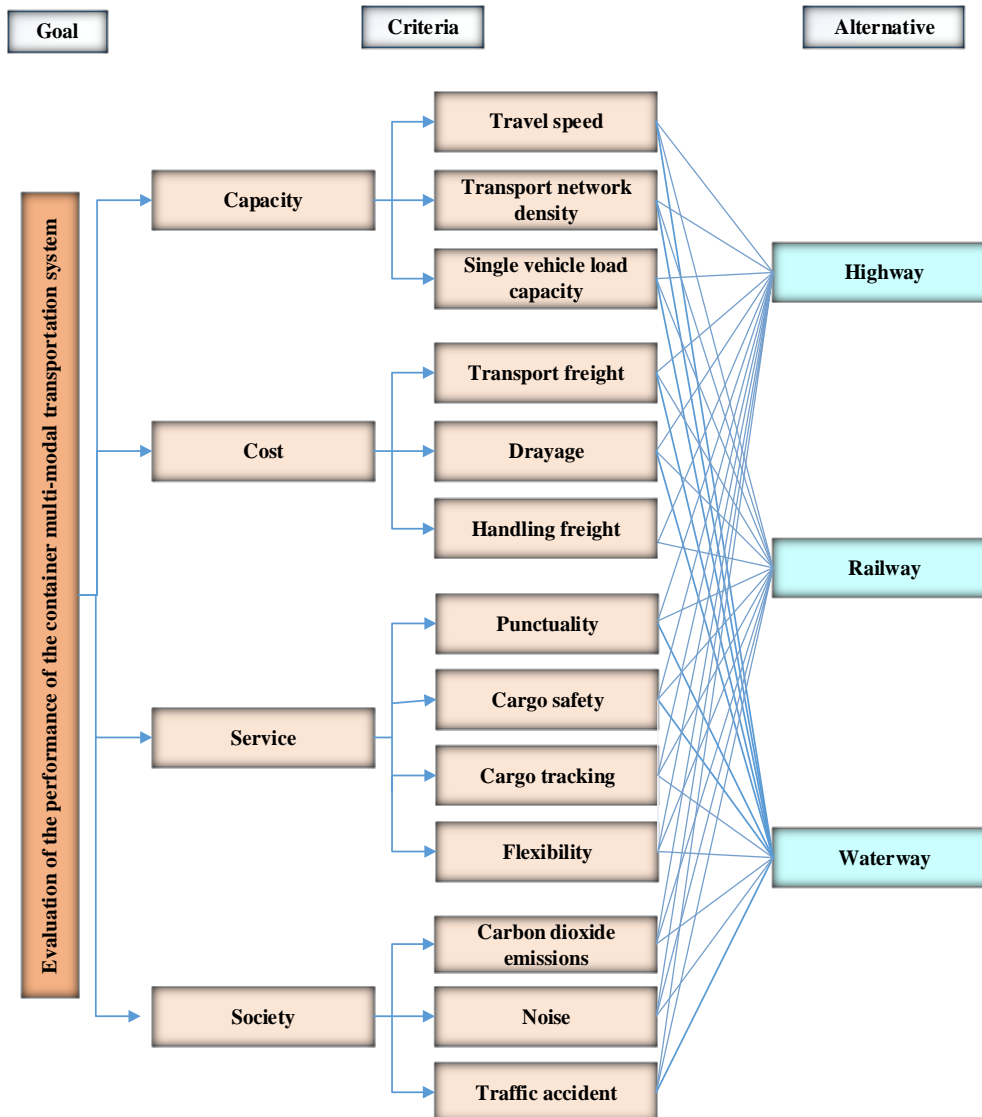 Goal
Criteria
Alternative
Evaluation of the performance of the container multi-modal transportation system
Capacity
Cost
Service
Society
Travel speed
Transport network
density
Single vehicle load
capacity
Transport freight
Drayage
Handling freight
Punctuality
Cargo safety
Cargo tracking
Flexibility
Carbon dioxide
emissions
Noise
Traffic accident
Highway
Railway
Waterway